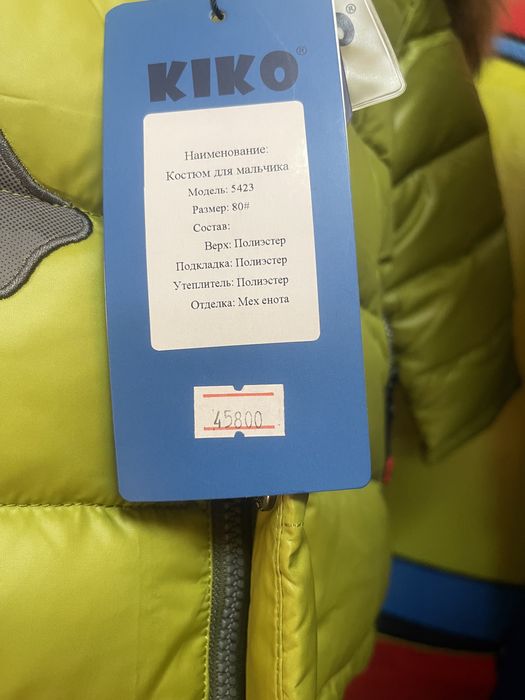 KIKO®
Наименование:
Костюм для мальчика
Модель: 5423
Размер: 80#
Состав:
Верх: Полиэстер
Подкладка: Полиэстер
Утеплитель: Полиэстер
Отделка: Мех енота
45800
O®